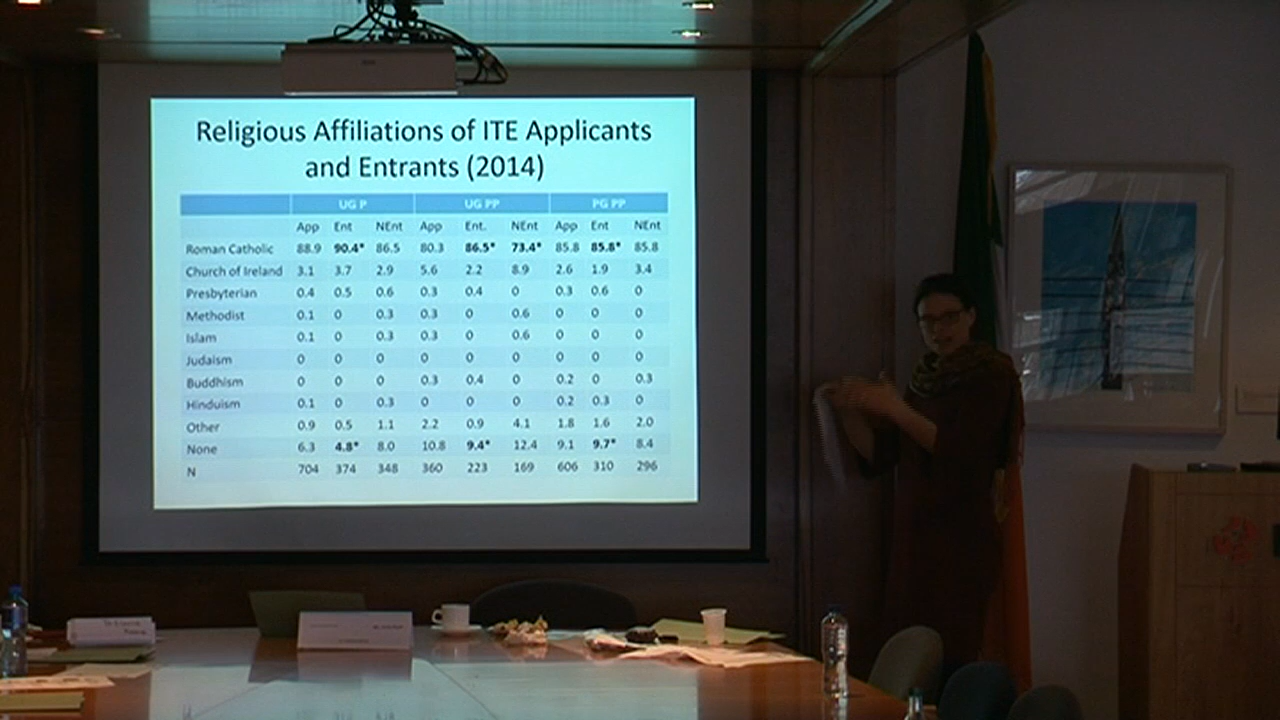 Religious Affiliations of ITE Applicants
and Entrants (2014)
UG P UG PP PG PP
App Ent NEnt App Ent. NEnt App Ent NEnt
Roman Catholic 88.9 90.4* 86.5 80.3 86.5* 73.4* 85.8 85.8* 85.8
Church of Ireland 3.1 3.7 2.9 5.6 2.2 8.9 2.6 1.9 3.4
Presbyterian 0.4 0.5 0.6 0.3 0.4 0 0.3 0.6 0
Methodist 0.1 0 0.3 0.3 0 0.6 0 0 0
Islam 0.1 0 0.3 0.3 0 0.6 0 0 0
Judaism 0 0 0 0 0 0 0 0 0
Buddhism 0 0 0 0.3 0.4 0 0.2 0 0.3
Hinduism 0.1 0 0.3 0 0 0 0.2 0.3 0
Other 0.9 0.5 1.1 2.2 0.9 4.1 1.8 1.6 2.0
None 6.3 4.8* 8.0 10.8 9.4* 12.4 9.1 9.7* 8.4
N 704 374 348 360 223 169 606 310 296